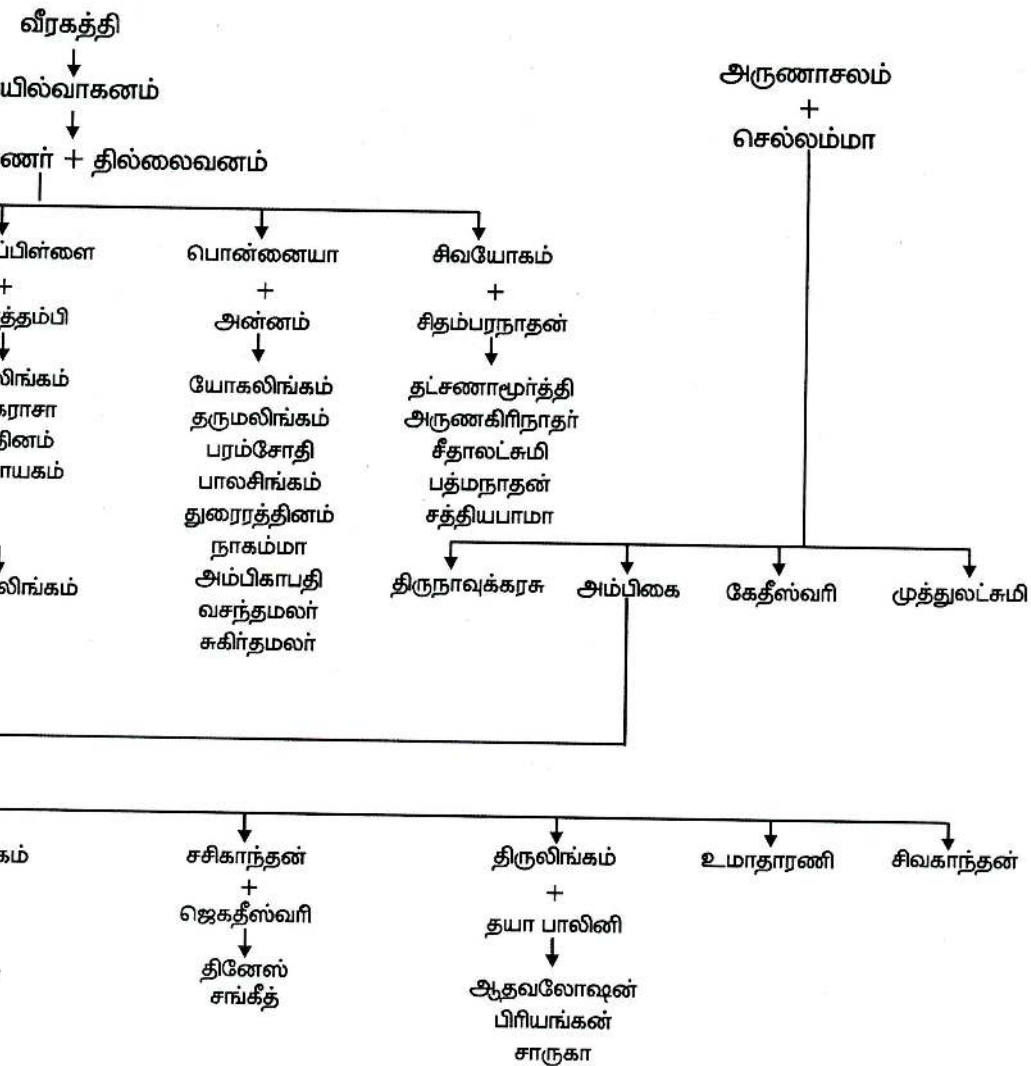 வீரகத்தி
யில்வாகனம்
ணர் + தில்லைவனம்
ப்பிள்ளை
+
த்தம்பி
லிங்கம்
கராசா
தினம்
ாயகம்
லிங்கம்
பொன்னையா
+
அன்னம்
யோகலிங்கம்
தருமலிங்கம்
பரம்சோதி
பாலசிங்கம்
துரைரத்தினம்
நாகம்மா
அம்பிகாபதி
வசந்தமலர்
சுகிர்தமலர்
சிவயோகம்
+
சிதம்பரநாதன்
தட்சணாமூர்த்தி
அருணகிரிநாதர்
சீதாலட்சுமி
பத்மநாதன்
சத்தியபாமா
அருணாசலம்
+
செல்லம்மா
திருநாவுக்கரசு அம்பிகை கேதீஸ்வரி முத்துலட்சுமி
கம்
சசிகாந்தன்
+
ஜெகதீஸ்வரி
தினேஸ்
சங்கீத்
திருலிங்கம்
+
தயா பாலினி
ஆதவலோஷன்
பிரியங்கன்
சாருகா
உமாதாரணி
சிவகாந்தன்